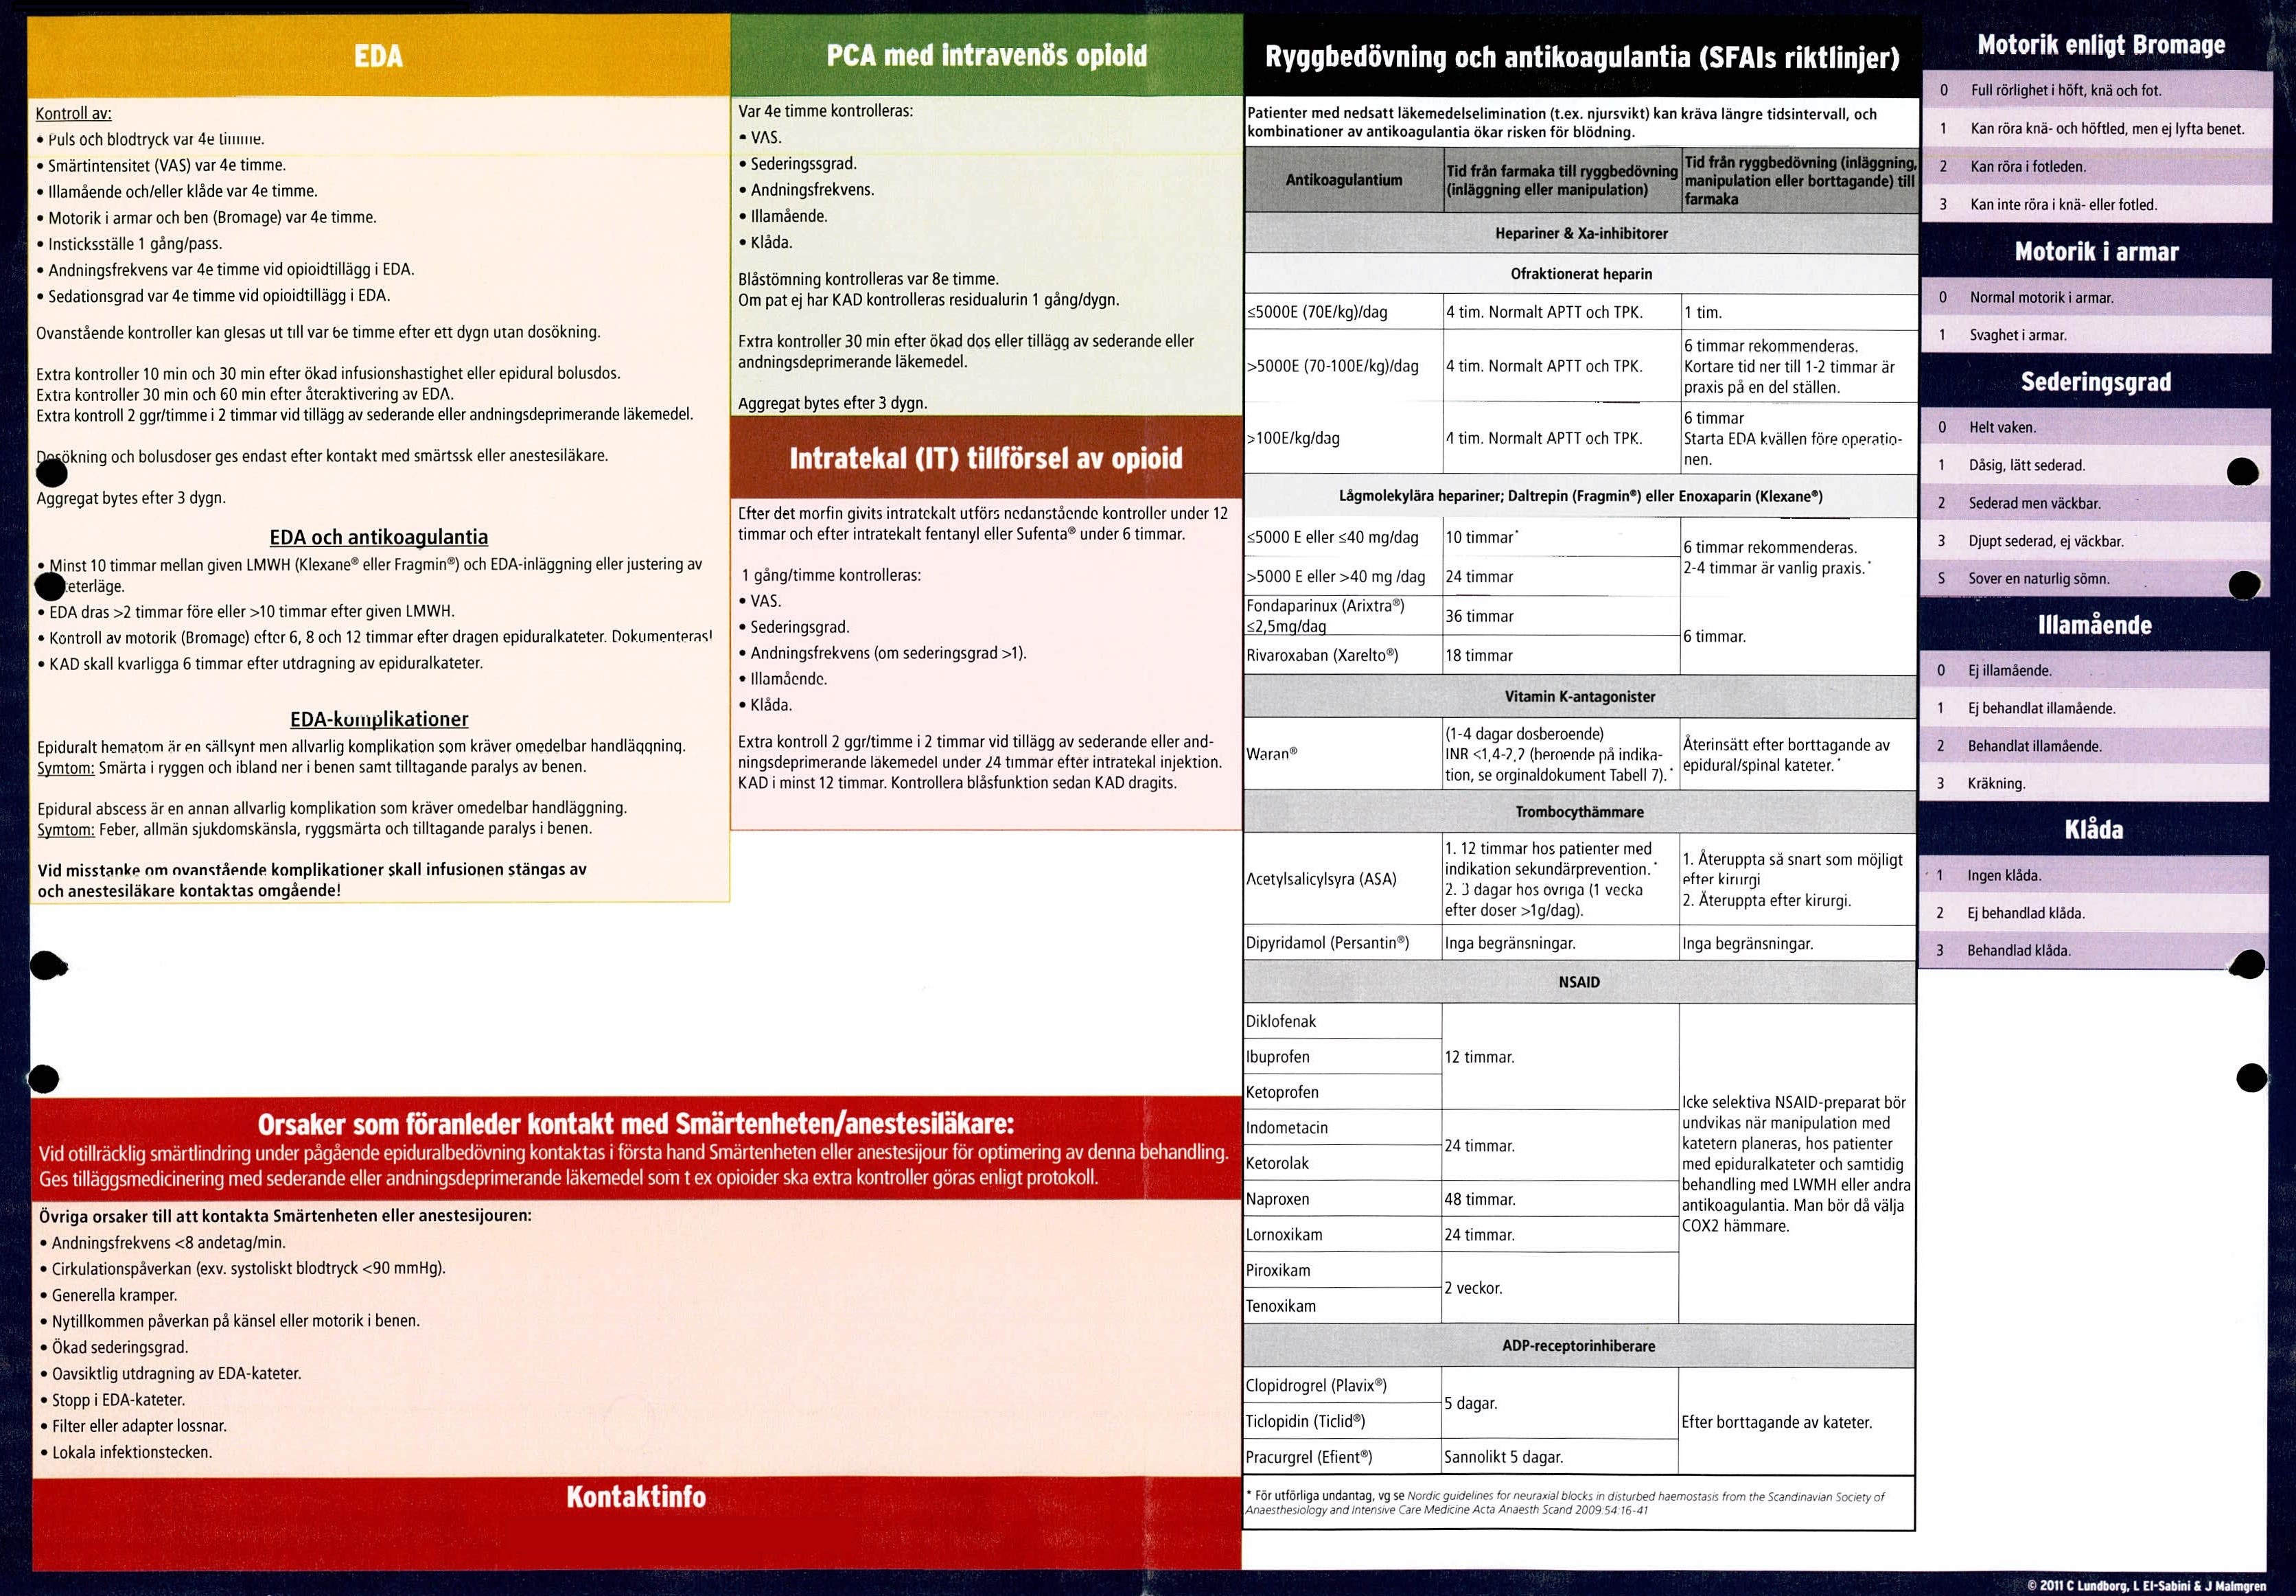 EDA
Kontroll av:
• Puls och blodtryck var 4e timme.
• Smärtintensitet (VAS) var 4e timme.
• Illamående och/eller klåde var 4e timme.
• Motorik i armar och ben (Bromage) var 4e timme.
• Insticksställe 1 gång/pass.
• Andningsfrekvens var 4e timme vid opioidtillägg i EDA.
• Sedationsgrad var 4e timme vid opioidtillägg i EDA.
Ovanstående kontroller kan glesas ut till var 6e timme efter ett dygn utan dosökning.
Extra kontroller 10 min och 30 min efter ökad infusionshastighet eller epidural bolusdos.
Extra kontroller 30 min och 60 min efter återaktivering av EDA.
Extra kontroll 2 ggr/timme i 2 timmar vid tillägg av sederande eller andningsdeprimerande läkemedel.
Dosökning och bolusdoser ges endast efter kontakt med smärtssk eller anestesiläkare.
Aggregat bytes efter 3 dygn.
EDA och antikoagulantia
• Minst 10 timmar mellan given LMWH (Klexane® eller Fragmin®) och EDA-inläggning eller justering av
eterläge.
• EDA dras >2 timmar före eller >10 timmar efter given LMWH.
• Kontroll av motorik (Bromage) efter 6, 8 och 12 timmar efter dragen epiduralkateter. Dokumenteras!
• KAD skall kvarligga 6 timmar efter utdragning av epiduralkateter.
EDA-komplikationer
Epiduralt hematom är en sällsynt men allvarlig komplikation som kräver omedelbar handläggning.
Symtom: Smärta i ryggen och ibland ner i benen samt tilltagande paralys av benen.
Epidural abscess är en annan allvarlig komplikation som kräver omedelbar handläggning.
Symtom: Feber, allmän sjukdomskänsla, ryggsmärta och tilltagande paralys i benen.
Vid misstanke om ovanstående komplikationer skall infusionen stängas av
och anestesiläkare kontaktas omgående!
PCA med intravenös opioid
Var 4e timme kontrolleras:
• VAS.
• Sederingssgrad.
• Andningsfrekvens.
• Illamående.
• Klåda.
Blåstömning kontrolleras var 8e timme.
Om pat ej har KAD kontrolleras residualurin 1 gång/dygn.
Extra kontroller 30 min efter ökad dos eller tillägg av sederande eller
andningsdeprimerande läkemedel.
Aggregat bytes efter 3 dygn.
Intratekal (IT) tillförsel av opioid
Efter det morfin givits intratekalt utförs nedanstående kontroller under 12
timmar och efter intratekalt fentanyl eller Sufenta® under 6 timmar.
1 gång/timme kontrolleras:
• VAS.
• Sederingsgrad.
• Andningsfrekvens (om sederingsgrad >1).
• Illamående.
• Klåda.
Extra kontroll 2 ggr/timme i 2 timmar vid tillägg av sederande eller and-
ningsdeprimerande läkemedel under 24 timmar efter intratekal injektion.
KAD i minst 12 timmar. Kontrollera blåsfunktion sedan KAD dragits.
Orsaker som föranleder kontakt med Smärtenheten/anestesiläkare:
Vid otillräcklig smärtlindring under pågående epiduralbedövning kontaktas i första hand Smärtenheten eller anestesijour för optimering av denna behandling.
Ges tilläggsmedicinering med sederande eller andningsdeprimerande läkemedel som t ex opioider ska extra kontroller göras enligt protokoll.
Övriga orsaker till att kontakta Smärtenheten eller anestesijouren:
• Andningsfrekvens <8 andetag/min.
• Cirkulationspåverkan (exv. systoliskt blodtryck <90 mmHg).
• Generella kramper.
• Nytillkommen påverkan på känsel eller motorik i benen.
• Ökad sederingsgrad.
• Oavsiktlig utdragning av EDA-kateter.
• Stopp i EDA-kateter.
• Filter eller adapter lossnar.
• Lokala infektionstecken.
Kontaktinfo
Ryggbedövning och antikoagulantia (SFAIs riktlinjer)
Patienter med nedsatt läkemedelselimination (t.ex. njursvikt) kan kräva längre tidsintervall, och
kombinationer av antikoagulantia ökar risken för blödning.
Antikoagulantium
Tid från farmaka till ryggbedövning
(inläggning eller manipulation)
Tid från ryggbedövning (inläggning,
manipulation eller borttagande) till
farmaka
Hepariner & Xa-inhibitorer
Ofraktionerat heparin
≤5000E (70E/kg)/dag
4 tim. Normalt APTT och TPK.
1 tim.
>5000E (70-100E/kg)/dag
4 tim. Normalt APTT och TPK.
6 timmar rekommenderas.
Kortare tid ner till 1-2 timmar är
praxis på en del ställen.
>100E/kg/dag
4 tim. Normalt APTT och TPK.
6 timmar
Starta EDA kvällen före operatio-
nen.
Lågmolekylära hepariner; Daltrepin (Fragmin®) eller Enoxaparin (Klexane®)
≤5000 E eller ≤40 mg/dag
10 timmar*
>5000 E eller >40 mg /dag
24 timmar
6 timmar rekommenderas.
2-4 timmar är vanlig praxis.*
Fondaparinux (Arixtra®)
≤2,5mg/dag
36 timmar
Rivaroxaban (Xarelto®)
18 timmar
6 timmar.
Vitamin K-antagonister
Waran®
(1-4 dagar dosberoende)
INR <1,4-2,2 (beroende på indika-
tion, se orginaldokument Tabell 7).*
Återinsätt efter borttagande av
epidural/spinal kateter.*
Trombocythämmare
Acetylsalicylsyra (ASA)
1. 12 timmar hos patienter med
indikation sekundärprevention.*
2. 3 dagar hos övriga (1 vecka
efter doser >1g/dag).
1. Återuppta så snart som möjligt
efter kirurgi
2. Återuppta efter kirurgi.
Dipyridamol (Persantin®)
Inga begränsningar.
Inga begränsningar.
NSAID
Diklofenak
Ibuprofen
12 timmar.
Ketoprofen
Indometacin
24 timmar.
Ketorolak
Naproxen
48 timmar.
Lornoxikam
24 timmar.
Piroxikam
2 veckor.
Tenoxikam
Icke selektiva NSAID-preparat bör
undvikas när manipulation med
katetern planeras, hos patienter
med epiduralkateter och samtidig
behandling med LWMH eller andra
antikoagulantia. Man bör då välja
COX2 hämmare.
ADP-receptorinhiberare
Clopidrogrel (Plavix®)
5 dagar.
Ticlopidin (Ticlid®)
Efter borttagande av kateter.
Pracurgrel (Efient®)
Sannolikt 5 dagar.
* För utförliga undantag, vg se Nordic guidelines for neuraxial blocks in disturbed haemostasis from the Scandinavian Society of
Anaesthesiology and Intensive Care Medicine Acta Anaesth Scand 2009:54:16-41
Motorik enligt Bromage
0 Full rörlighet i höft, knä och fot.
1 Kan röra knä- och höftled, men ej lyfta benet.
2 Kan röra i fotleden.
3 Kan inte röra i knä- eller fotled.
Motorik i armar
0 Normal motorik i armar.
1 Svaghet i armar.
Sederingsgrad
0 Helt vaken.
1 Dåsig, lätt sederad.
2 Sederad men väckbar.
3 Djupt sederad, ej väckbar.
S Sover en naturlig sömn.
Illamående
0 Ej illamående.
1 Ej behandlat illamående.
2 Behandlat illamående.
3 Kräkning.
Klåda
1 Ingen klåda.
2 Ej behandlad klåda.
3 Behandlad klåda.
© 2011 C Lundborg, L El-Sabini & J Malmgren